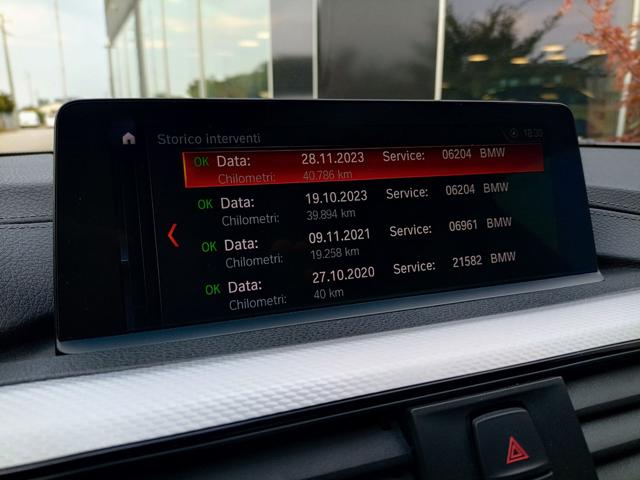 Storico interventi 18:30
OK Data: 28.11.2023 Service: 06204 BMW
Chilometri: 40.786 km
OK Data: 19.10.2023 Service: 06204 BMW
Chilometri: 39.894 km
OK Data: 09.11.2021 Service: 06961 BMW
Chilometri: 19.258 km
OK Data: 27.10.2020 Service: 21582 BMW
Chilometri: 40 km